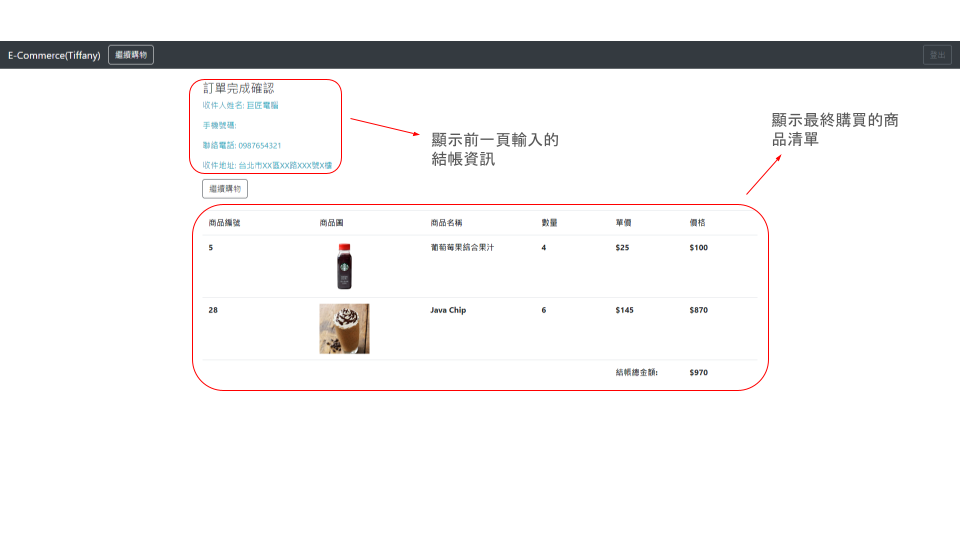 E-Commerce(Tiffany) 繼續購物 登出
訂單完成確認
收件人姓名: 巨匠電腦
手機號碼:
聯絡電話: 0987654321
收件地址: 台北市XX區XX路XXX號X樓
繼續購物
顯示前一頁輸入的
結帳資訊
顯示最終購買的商
品清單
商品編號 商品圖 商品名稱 數量 單價 價格
5 葡萄莓果綜合果汁 4 $25 $100
28 Java Chip 6 $145 $870
結帳總金額: $970